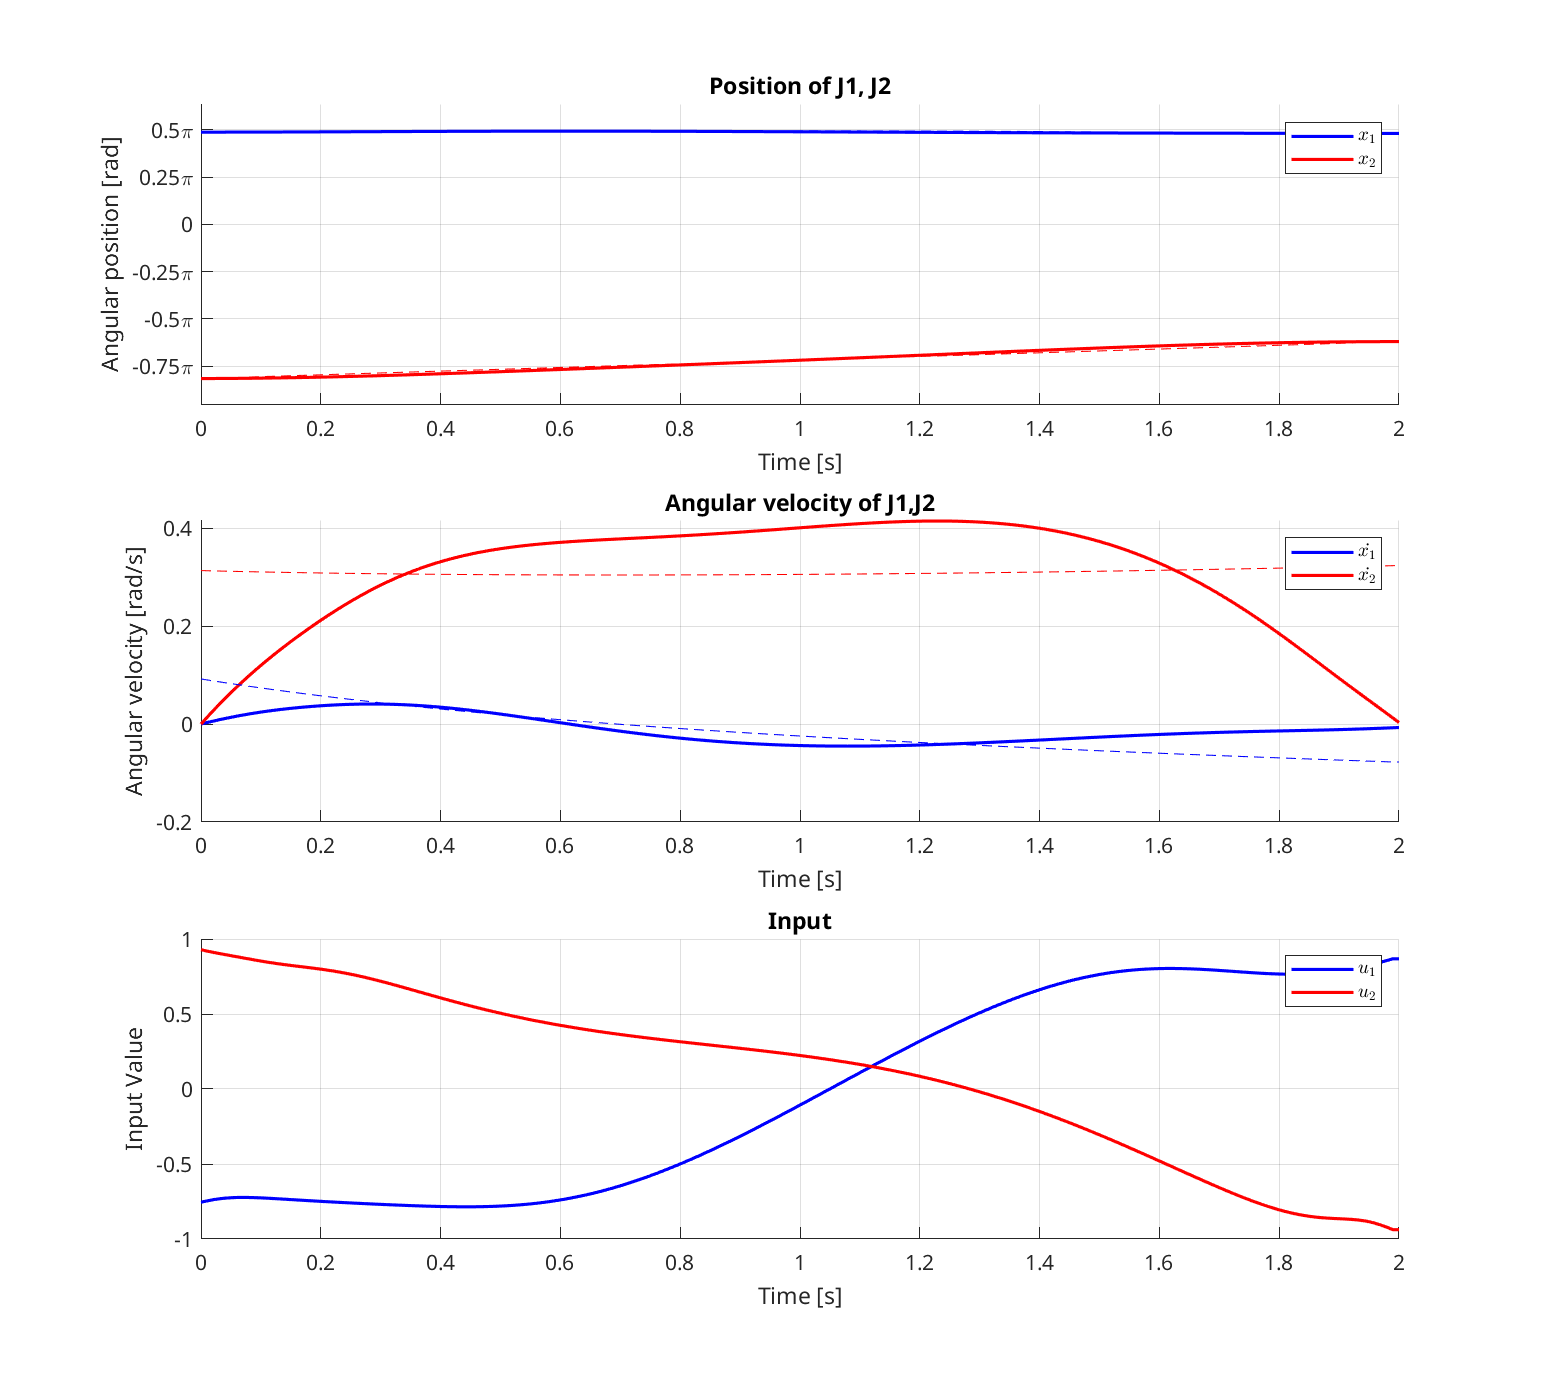 Position of J1, J2
Angular position [rad]
0.5π
0.25π
0
-0.25π
-0.5π
-0.75π
x₁
x₂
0 0.2 0.4 0.6 0.8 1 1.2 1.4 1.6 1.8 2
Time [s]
Angular velocity of J1,J2
Angular velocity [rad/s]
0.4
0.2
0
-0.2
ẋ₁
ẋ₂
0 0.2 0.4 0.6 0.8 1 1.2 1.4 1.6 1.8 2
Time [s]
Input
Input Value
1
0.5
0
-0.5
-1
u₁
u₂
0 0.2 0.4 0.6 0.8 1 1.2 1.4 1.6 1.8 2
Time [s]